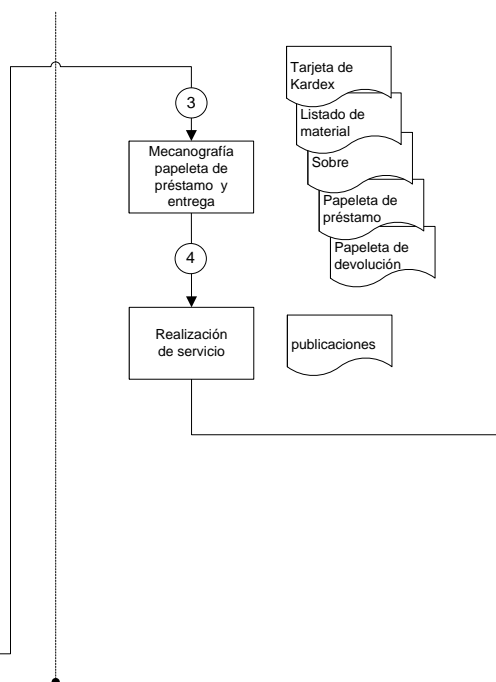 Tarjeta de
Kardex
Listado de
material
Sobre
Papeleta de
préstamo
Papeleta de
devolución
3
Mecanografía
papeleta de
préstamo y
entrega
4
Realización
de servicio
publicaciones